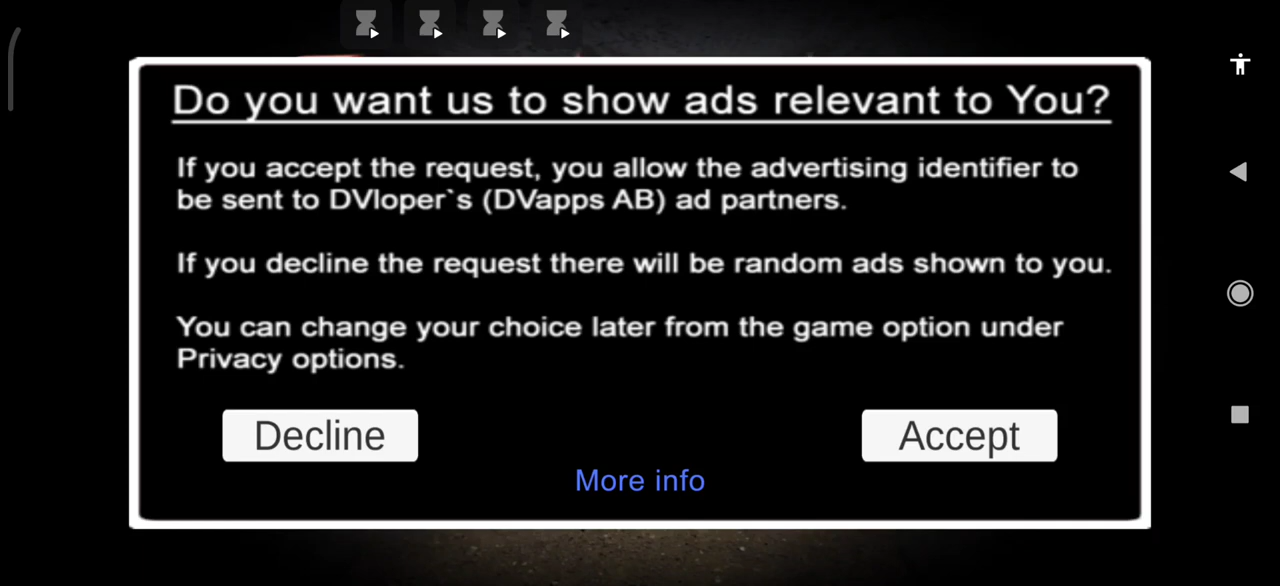 Do you want us to show ads relevant to You?
If you accept the request, you allow the advertising identifier to
be sent to DVloper`s (DVapps AB) ad partners.
If you decline the request there will be random ads shown to you.
You can change your choice later from the game option under
Privacy options.
Decline
Accept
More info